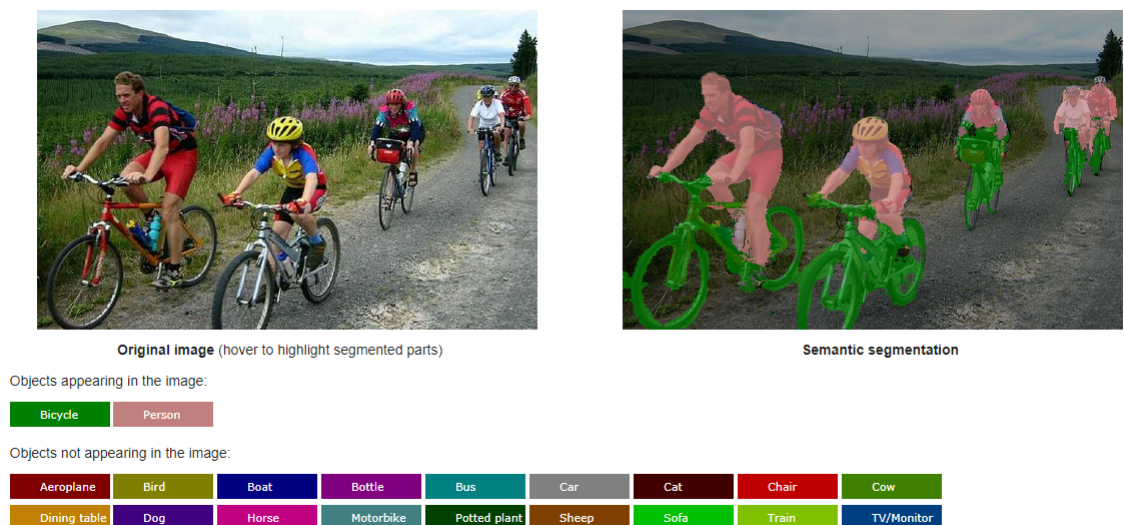 Original image (hover to highlight segmented parts)
Semantic segmentation
Objects appearing in the image:
Bicycle Person
Objects not appearing in the image:
Aeroplane Bird Boat Bottle Bus Car Cat Chair Cow
Dining table Dog Horse Motorbike Potted plant Sheep Sofa Train TV/Monitor